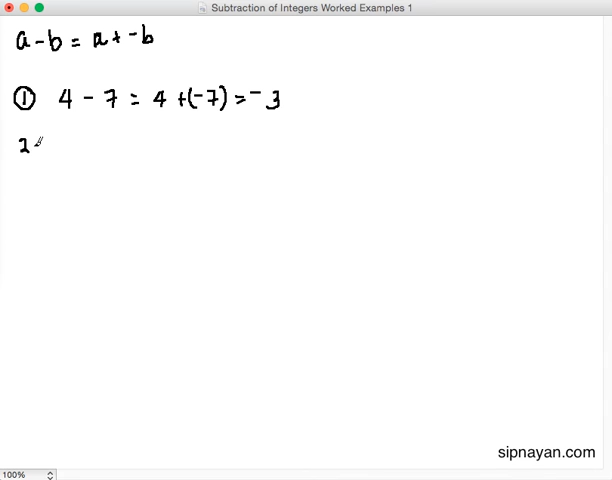 Subtraction of Integers Worked Examples 1
a - b = a + -b
① 4 - 7 = 4 + (-7) = -3
2
sipnayan.com
100%